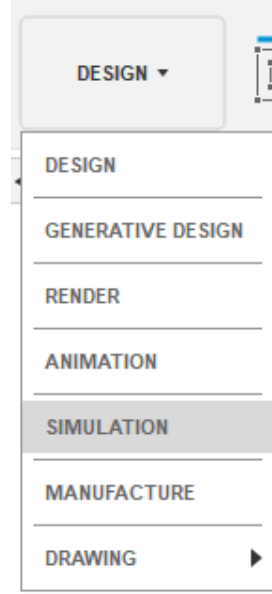 DESIGN
DESIGN
GENERATIVE DESIGN
RENDER
ANIMATION
SIMULATION
MANUFACTURE
DRAWING